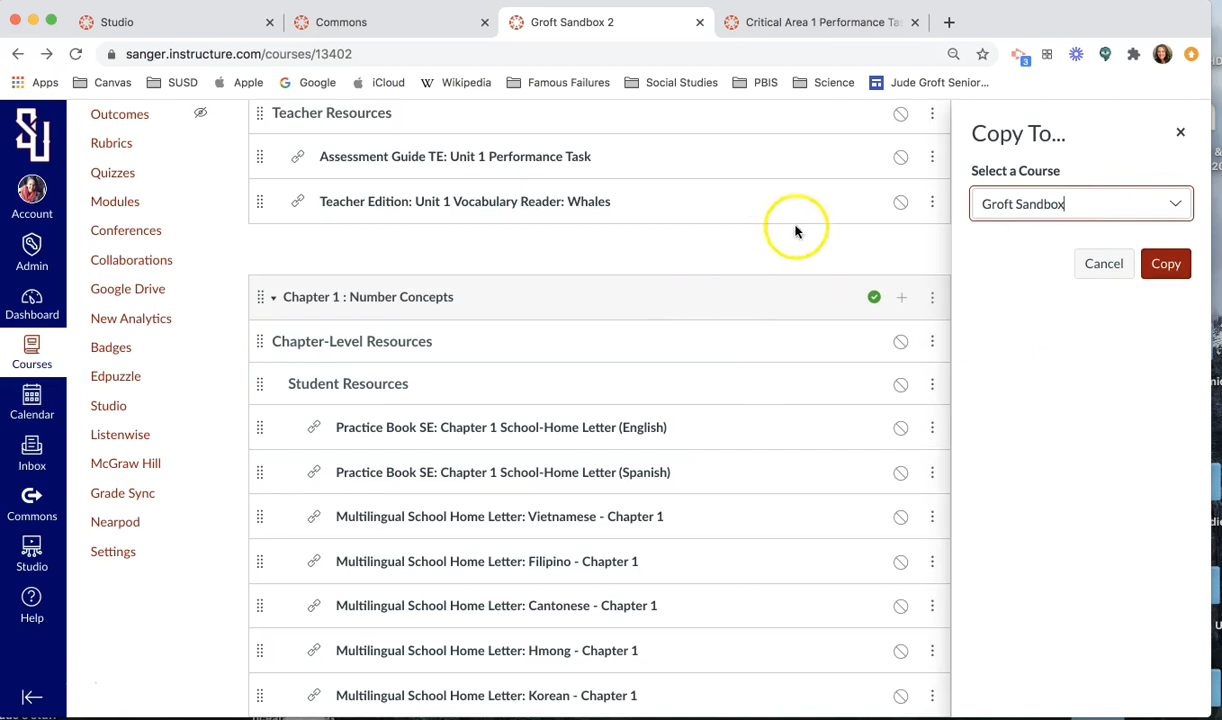 Studio
Commons
Groft Sandbox 2
Critical Area 1 Performance Tas
sanger.instructure.com/courses/13402
3
Apps
Canvas
SUSD
Apple
Google
iCloud
W Wikipedia
Famous Failures
Social Studies
PBIS
Science
Jude Groft Senior...
Account
Admin
Dashboard
Courses
Calendar
Inbox
Commons
Studio
Help
Outcomes
Rubrics
Quizzes
Modules
Conferences
Collaborations
Google Drive
New Analytics
Badges
Edpuzzle
Studio
Listenwise
McGraw Hill
Grade Sync
Nearpod
Settings
Teacher Resources
Assessment Guide TE: Unit 1 Performance Task
Teacher Edition: Unit 1 Vocabulary Reader: Whales
Chapter 1 : Number Concepts
Chapter-Level Resources
Student Resources
Practice Book SE: Chapter 1 School-Home Letter (English)
Practice Book SE: Chapter 1 School-Home Letter (Spanish)
Multilingual School Home Letter: Vietnamese - Chapter 1
Multilingual School Home Letter: Filipino - Chapter 1
Multilingual School Home Letter: Cantonese - Chapter 1
Multilingual School Home Letter: Hmong - Chapter 1
Multilingual School Home Letter: Korean - Chapter 1
Copy To...
Select a Course
Groft Sandbox
Cancel
Copy